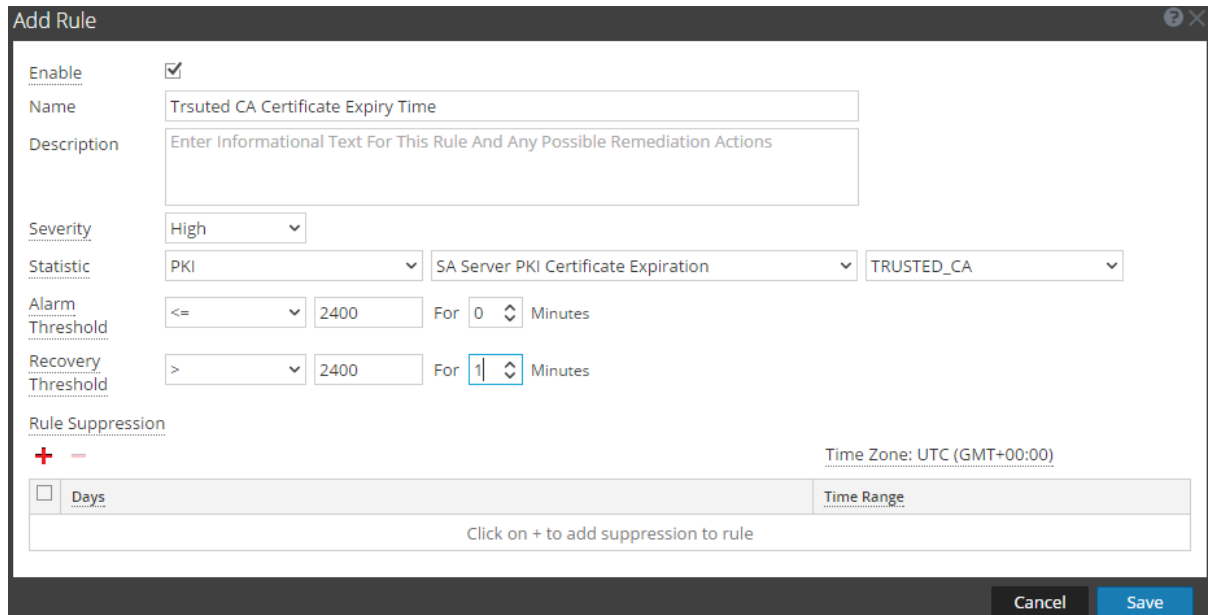 Add Rule
Enable
Name Trsuted CA Certificate Expiry Time
Description Enter Informational Text For This Rule And Any Possible Remediation Actions
Severity High
Statistic PKI SA Server PKI Certificate Expiration TRUSTED_CA
Alarm
Threshold <= 2400 For 0 Minutes
Recovery
Threshold > 2400 For 1 Minutes
Rule Suppression
+ − Time Zone: UTC (GMT+00:00)
Days Time Range
Click on + to add suppression to rule
Cancel Save